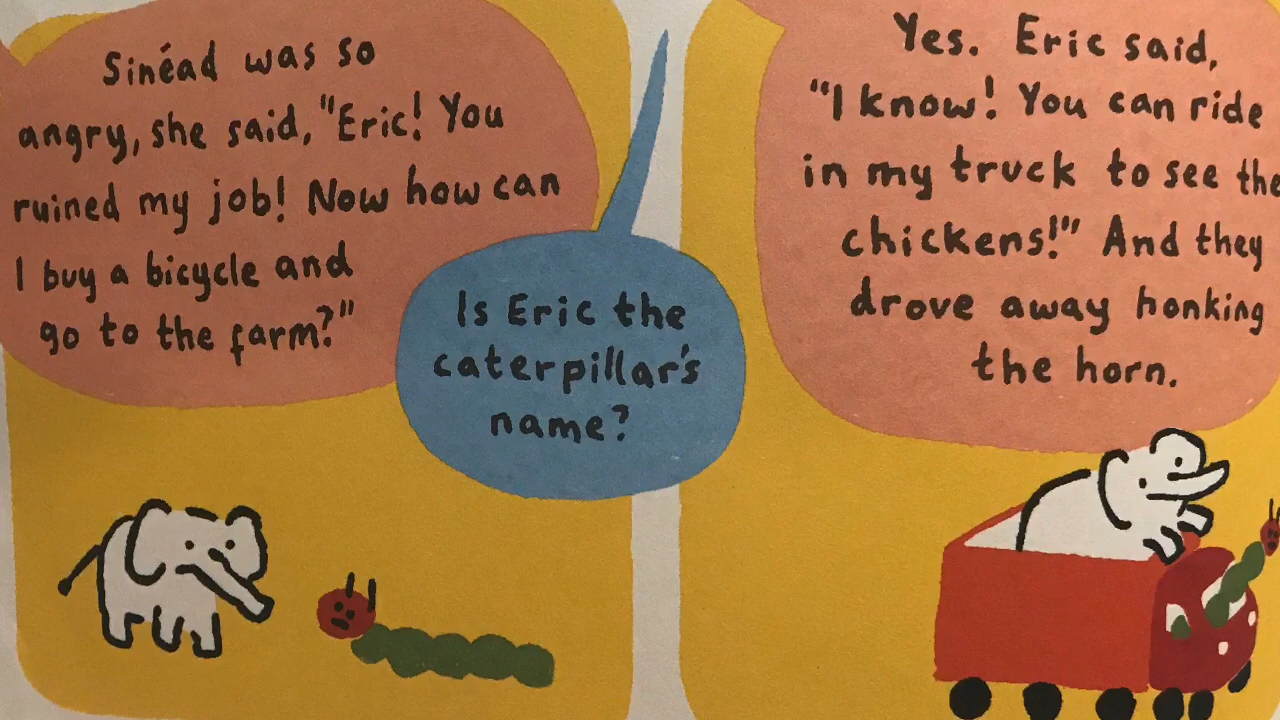 Sinéad was so
angry, she said, "Eric! You
ruined my job! Now how can
I buy a bicycle and
go to the farm?"
Is Eric the
caterpillar's
name?
Yes. Eric said,
"I know! You can ride
in my truck to see the
chickens!" And they
drove away honking
the horn.